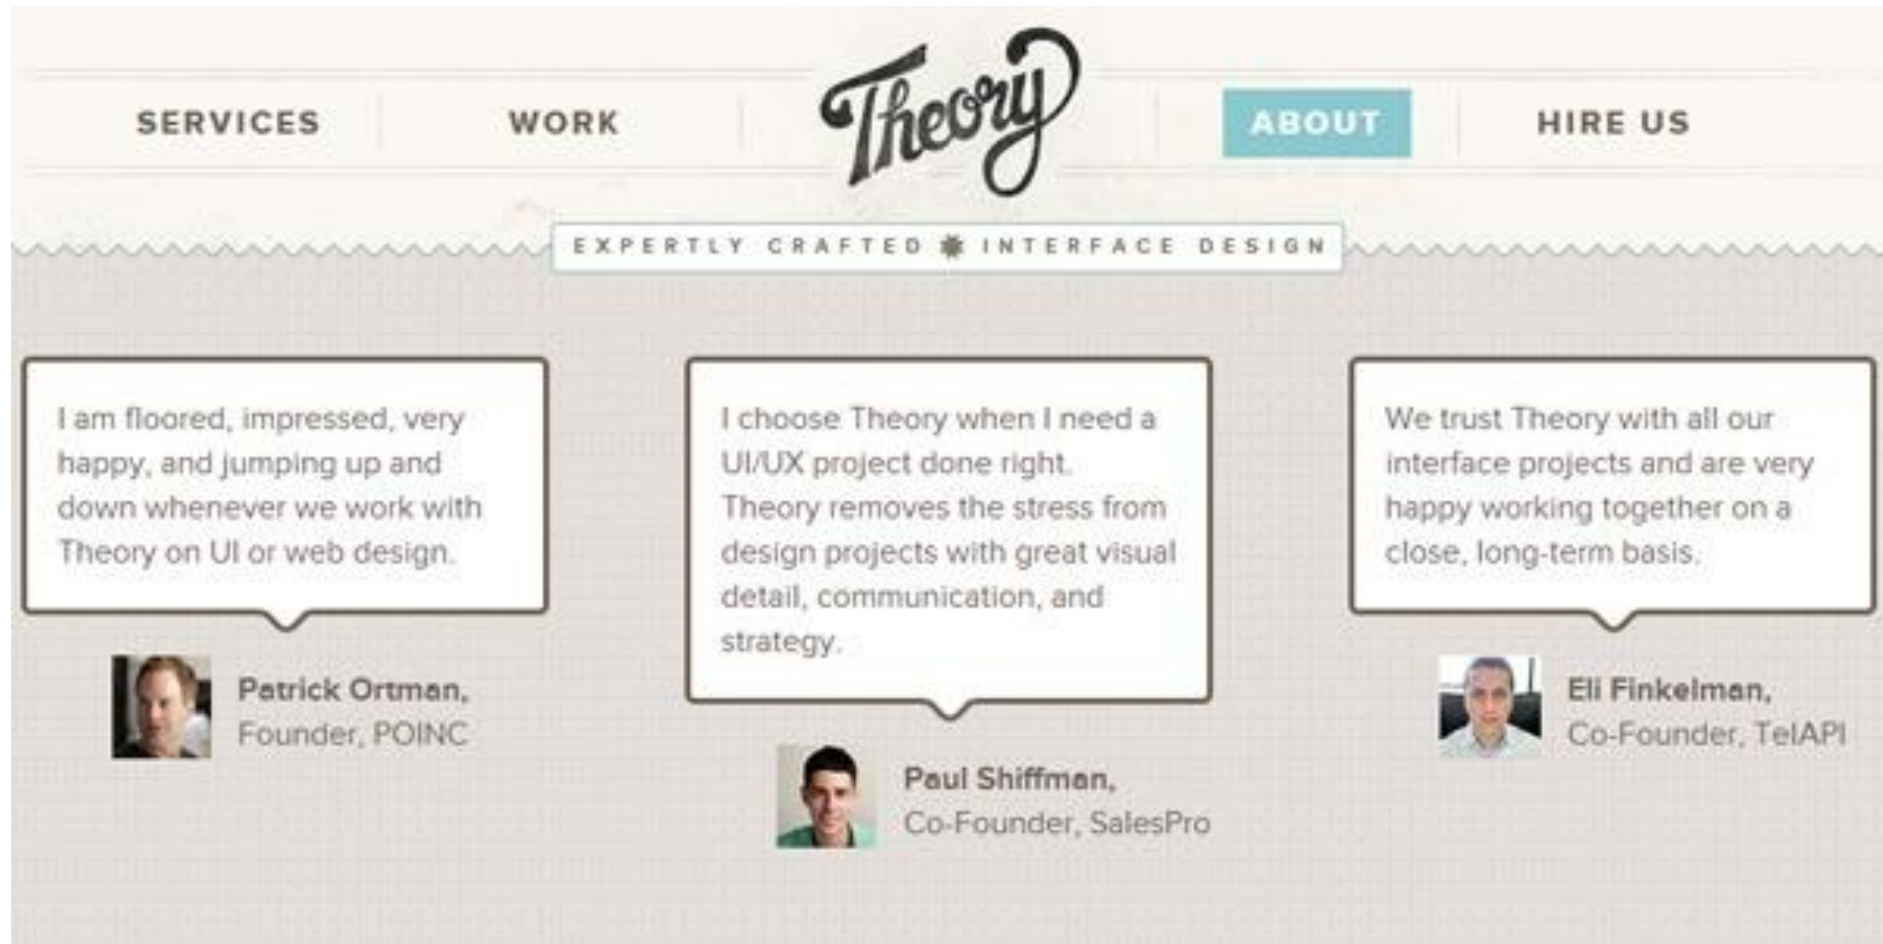 SERVICES
WORK
Theory
ABOUT
HIRE US
EXPERTLY CRAFTED INTERFACE DESIGN
I am floored, impressed, very
happy, and jumping up and
down whenever we work with
Theory on UI or web design.
Patrick Ortman,
Founder, POINC
I choose Theory when I need a
UI/UX project done right.
Theory removes the stress from
design projects with great visual
detail, communication, and
strategy.
Paul Shiffman,
Co-Founder, SalesPro
We trust Theory with all our
interface projects and are very
happy working together on a
close, long-term basis.
Eli Finkelman,
Co-Founder, TelAPI